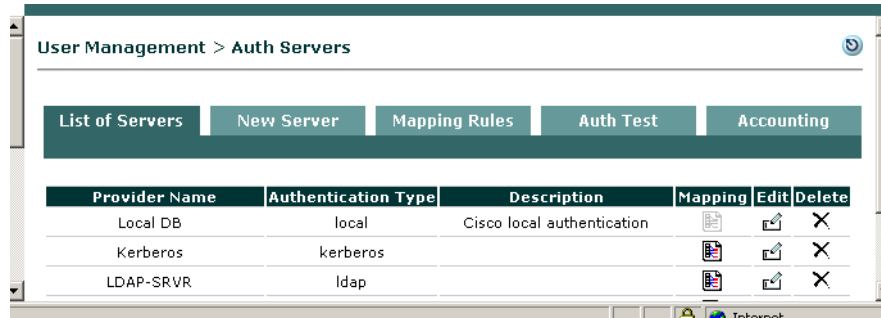 User Management > Auth Servers
List of Servers New Server Mapping Rules Auth Test Accounting
Provider Name Authentication Type Description Mapping Edit Delete
Local DB local Cisco local authentication
Kerberos kerberos
LDAP-SRVR ldap
Internet